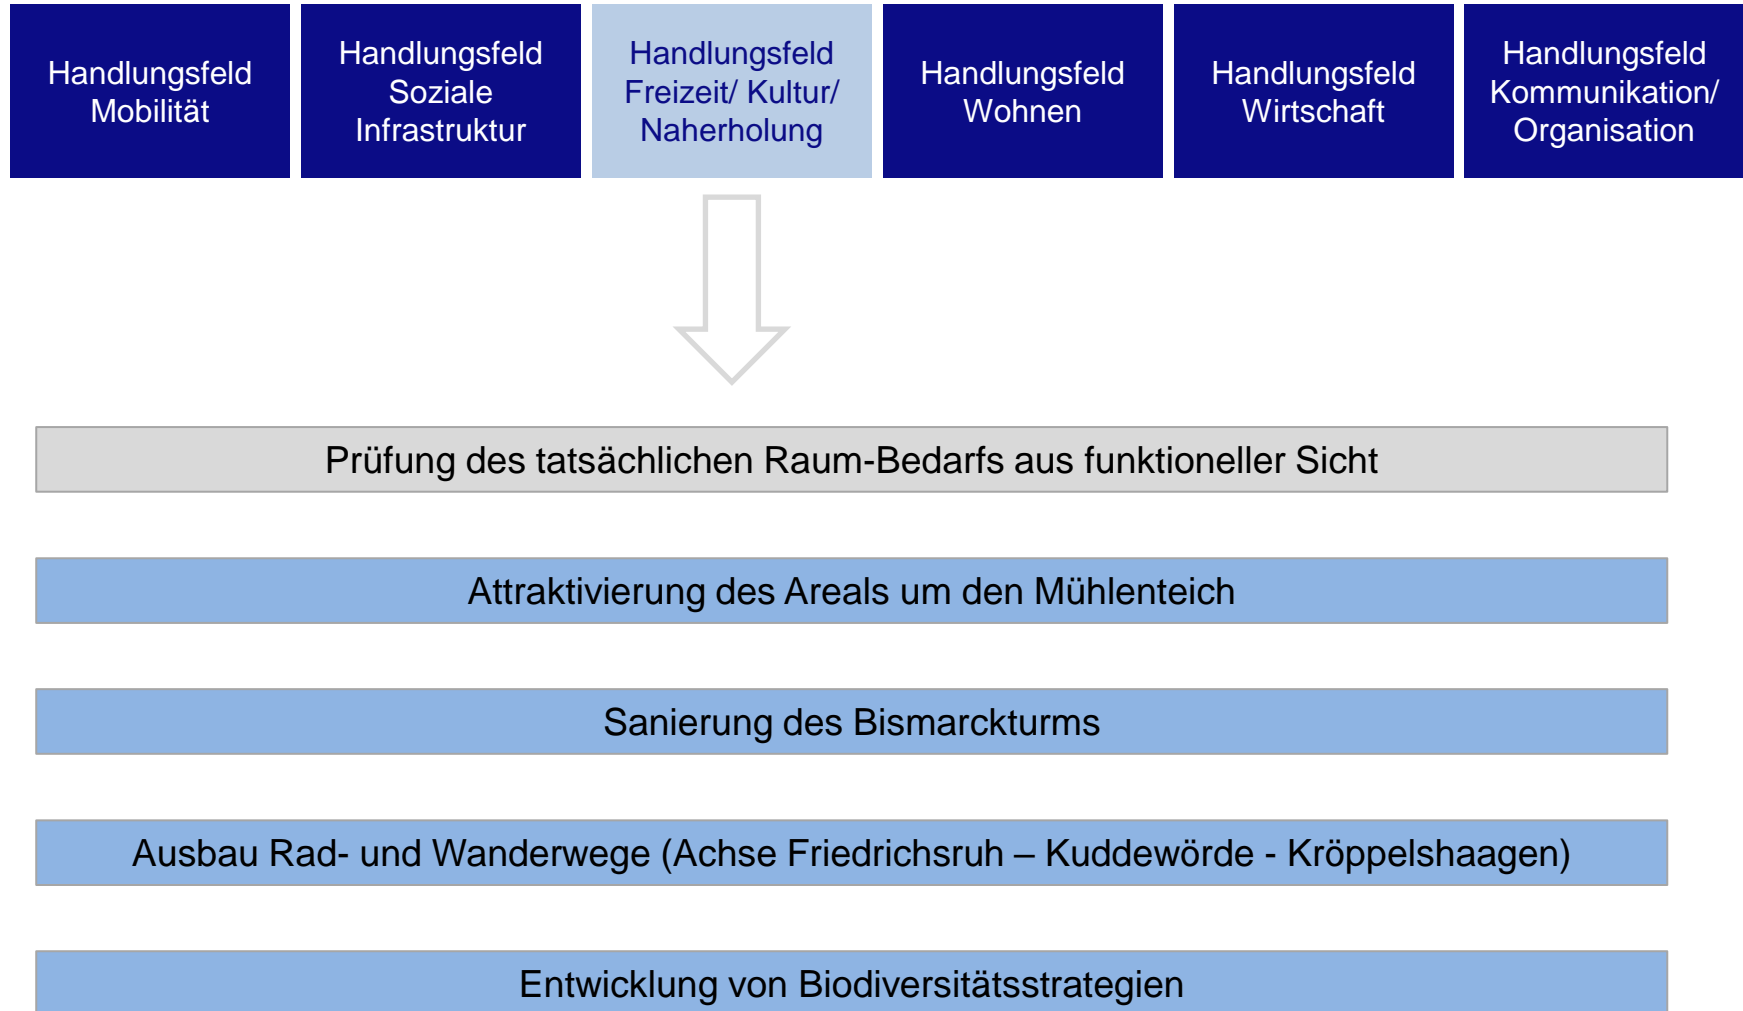 Handlungsfeld
Mobilität
Handlungsfeld
Soziale
Infrastruktur
Handlungsfeld
Freizeit/ Kultur/
Naherholung
Handlungsfeld
Wohnen
Handlungsfeld
Wirtschaft
Handlungsfeld
Kommunikation/
Organisation
Prüfung des tatsächlichen Raum-Bedarfs aus funktioneller Sicht
Attraktivierung des Areals um den Mühlenteich
Sanierung des Bismarckturms
Ausbau Rad- und Wanderwege (Achse Friedrichsruh – Kuddewörde - Kröppelshaagen)
Entwicklung von Biodiversitätsstrategien